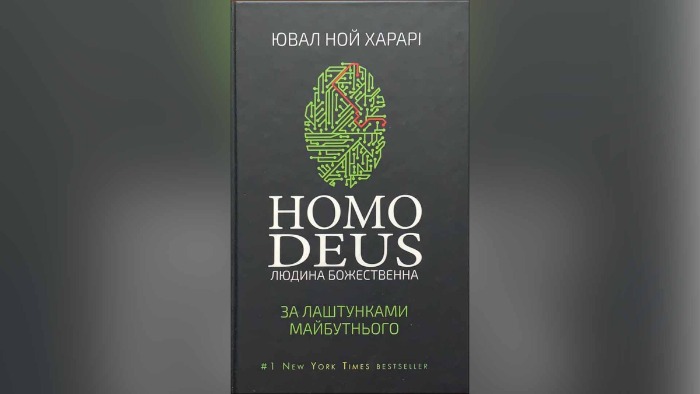 ЮВАЛ НОЙ ХАРАРІ
HOMO
DEUS
ЛЮДИНА БОЖЕСТВЕННА
ЗА ЛАШТУНКАМИ
МАЙБУТНЬОГО
#1 NEW YORK TIMES BESTSELLER